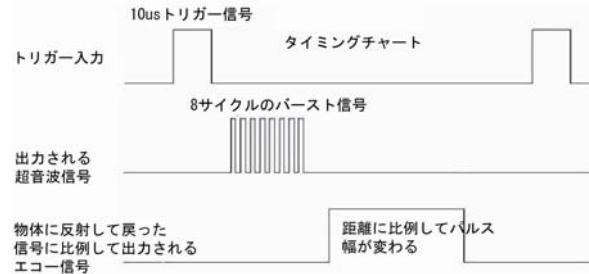 10usトリガー信号
タイミングチャート
トリガー入力
8サイクルのバースト信号
出力される
超音波信号
物体に反射して戻った
信号に比例して出力される
エコー信号
距離に比例してパルス
幅が変わる